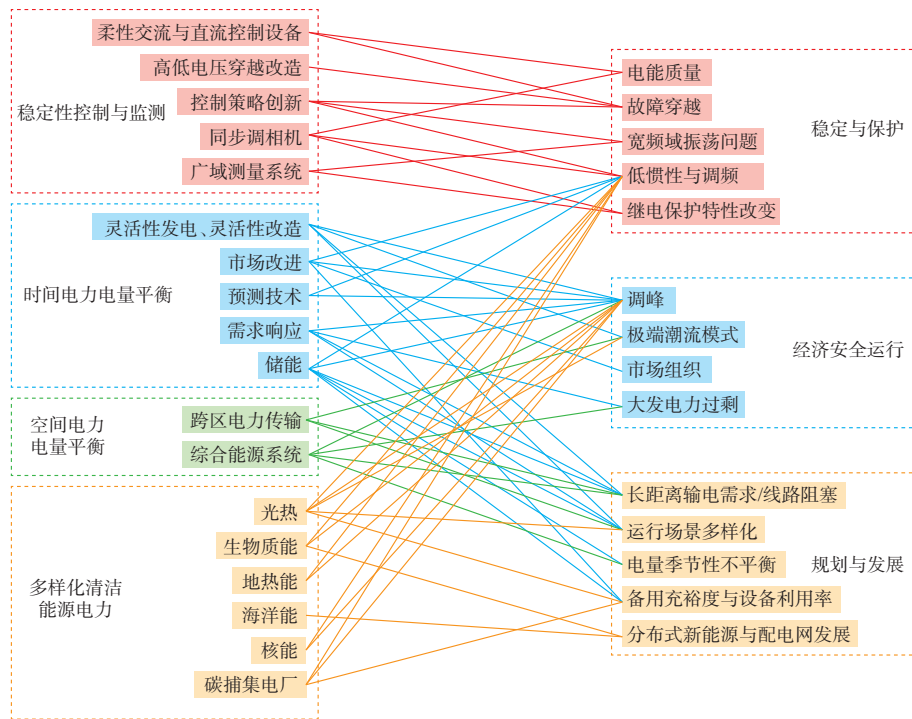 稳定性控制与监测
柔性交流与直流控制设备
高低电压穿越改造
控制策略创新
同步调相机
广域测量系统
时间电力电量平衡
灵活性发电、灵活性改造
市场改进
预测技术
需求响应
储能
空间电力
电量平衡
跨区电力传输
综合能源系统
多样化清洁
能源电力
光热
生物质能
地热能
海洋能
核能
碳捕集电厂
电能质量
故障穿越
宽频域振荡问题
低惯性与调频
继电保护特性改变
稳定与保护
调峰
极端潮流模式
市场组织
大发电力过剩
经济安全运行
长距离输电需求/线路阻塞
运行场景多样化
电量季节性不平衡
备用充裕度与设备利用率
分布式新能源与配电网发展
规划与发展